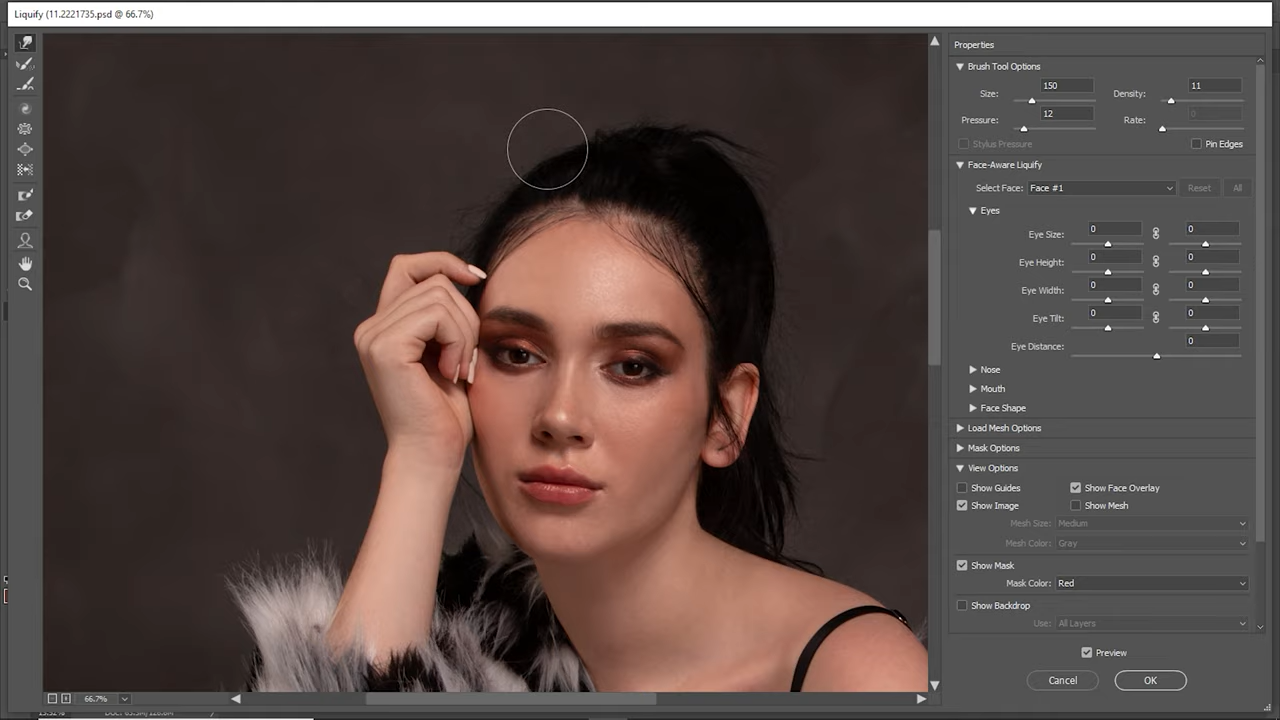 Liquify (11.2221735.psd @ 66.7%)
Properties
Brush Tool Options
Size: 150 Density: 11
Pressure: 12 Rate: 0
Stylus Pressure Pin Edges
Face-Aware Liquify
Select Face: Face #1 Reset All
Eyes
Eye Size: 0 0
Eye Height: 0 0
Eye Width: 0 0
Eye Tilt: 0 0
Eye Distance: 0
Nose
Mouth
Face Shape
Load Mesh Options
Mask Options
View Options
Show Guides Show Face Overlay
Show Image Show Mesh
Mesh Size: Medium
Mesh Color: Gray
Show Mask
Mask Color: Red
Show Backdrop
Use: All Layers
Preview
Cancel OK
66.7%